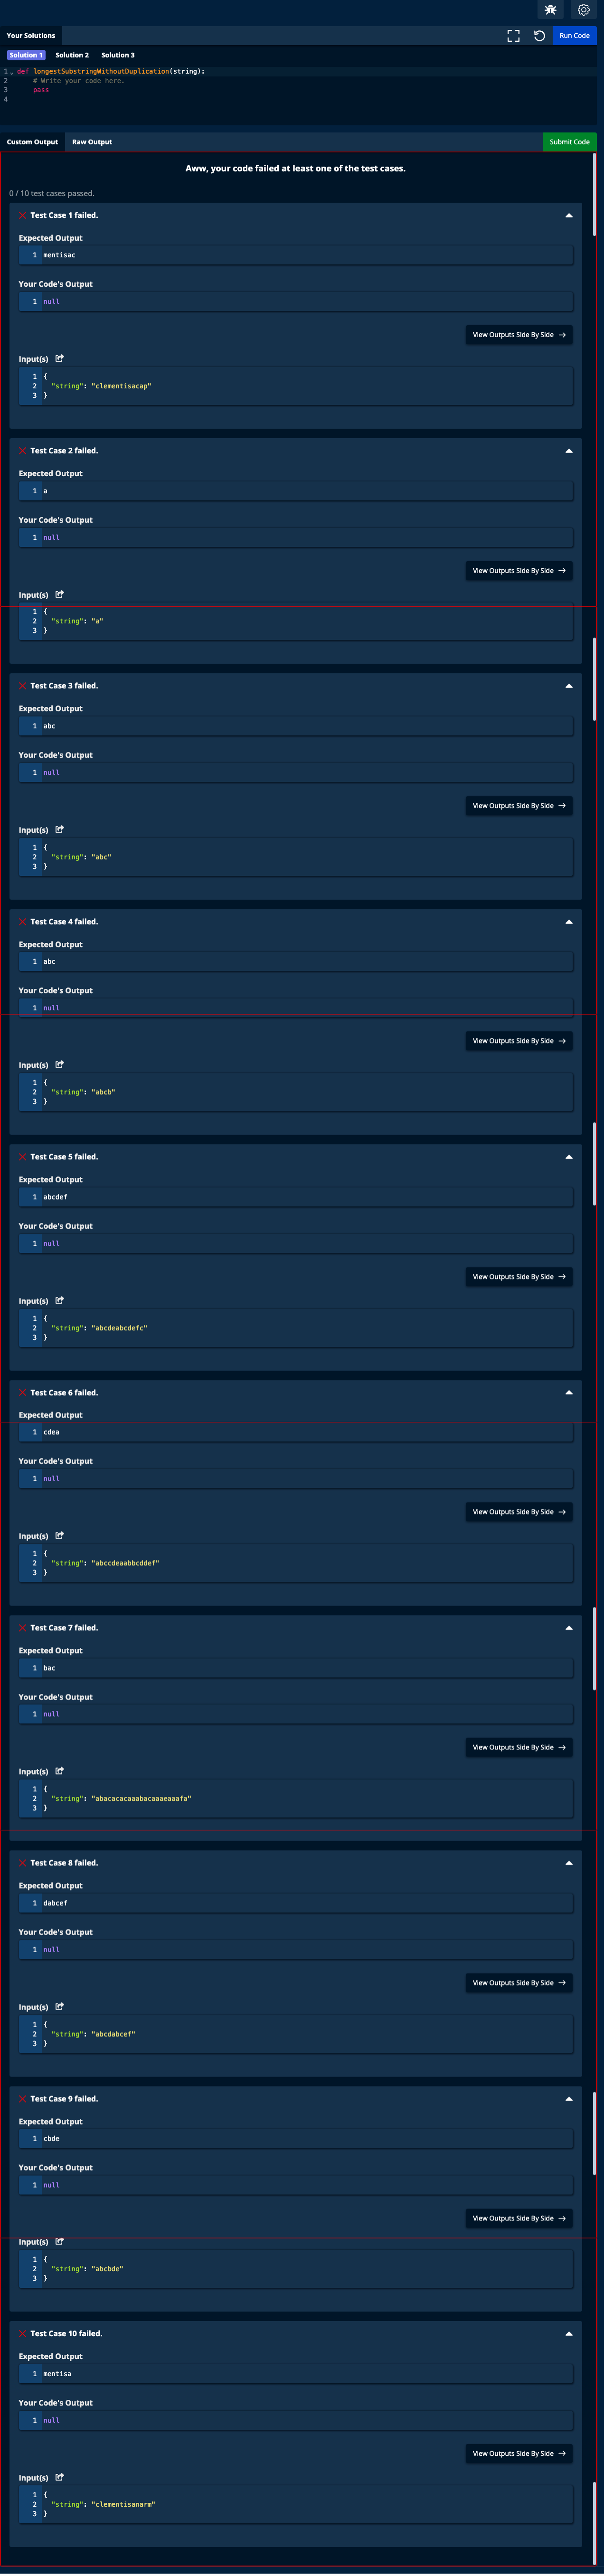 Your Solutions
Run Code
Solution 1 Solution 2 Solution 3
1 def longestSubstringWithoutDuplication(string):
2 # Write your code here.
3 pass
4
Custom Output Raw Output Submit Code
Aww, your code failed at least one of the test cases.
0 / 10 test cases passed.
Test Case 1 failed.
Expected Output
1 mentisac
Your Code's Output
1 null
View Outputs Side By Side
Input(s)
1 {
2 "string": "clementisacap"
3 }
Test Case 2 failed.
Expected Output
1 a
Your Code's Output
1 null
View Outputs Side By Side
Input(s)
1 {
2 "string": "a"
3 }
Test Case 3 failed.
Expected Output
1 abc
Your Code's Output
1 null
View Outputs Side By Side
Input(s)
1 {
2 "string": "abc"
3 }
Test Case 4 failed.
Expected Output
1 abc
Your Code's Output
1 null
View Outputs Side By Side
Input(s)
1 {
2 "string": "abcb"
3 }
Test Case 5 failed.
Expected Output
1 abcdef
Your Code's Output
1 null
View Outputs Side By Side
Input(s)
1 {
2 "string": "abcdeabcdefc"
3 }
Test Case 6 failed.
Expected Output
1 cdea
Your Code's Output
1 null
View Outputs Side By Side
Input(s)
1 {
2 "string": "abccdeaabbcddef"
3 }
Test Case 7 failed.
Expected Output
1 bac
Your Code's Output
1 null
View Outputs Side By Side
Input(s)
1 {
2 "string": "abacacacaaabacaaaeaaafa"
3 }
Test Case 8 failed.
Expected Output
1 dabcef
Your Code's Output
1 null
View Outputs Side By Side
Input(s)
1 {
2 "string": "abcdabcef"
3 }
Test Case 9 failed.
Expected Output
1 cbde
Your Code's Output
1 null
View Outputs Side By Side
Input(s)
1 {
2 "string": "abcbde"
3 }
Test Case 10 failed.
Expected Output
1 mentisa
Your Code's Output
1 null
View Outputs Side By Side
Input(s)
1 {
2 "string": "clementisanarm"
3 }